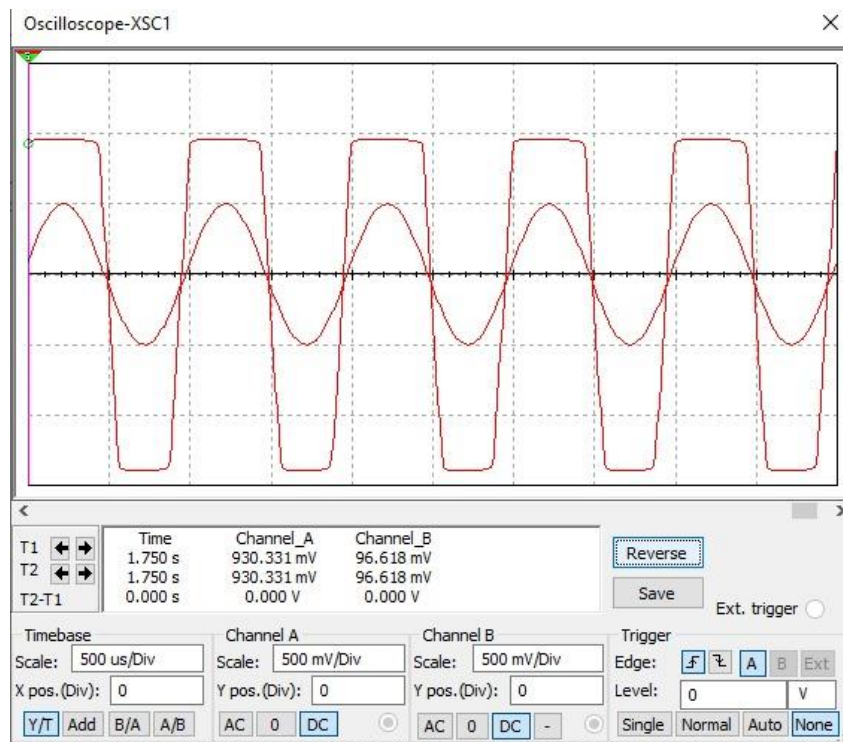 Oscilloscope-XSC1
Time Channel_A Channel_B
T1 1.750 s 930.331 mV 96.618 mV
T2 1.750 s 930.331 mV 96.618 mV
T2-T1 0.000 s 0.000 V 0.000 V
Reverse
Save
Ext. trigger
Timebase
Scale: 500 us/Div
X pos.(Div): 0
Y/T Add B/A A/B
Channel A
Scale: 500 mV/Div
Y pos.(Div): 0
AC 0 DC
Channel B
Scale: 500 mV/Div
Y pos.(Div): 0
AC 0 DC -
Trigger
Edge: A B Ext
Level: 0 V
Single Normal Auto None